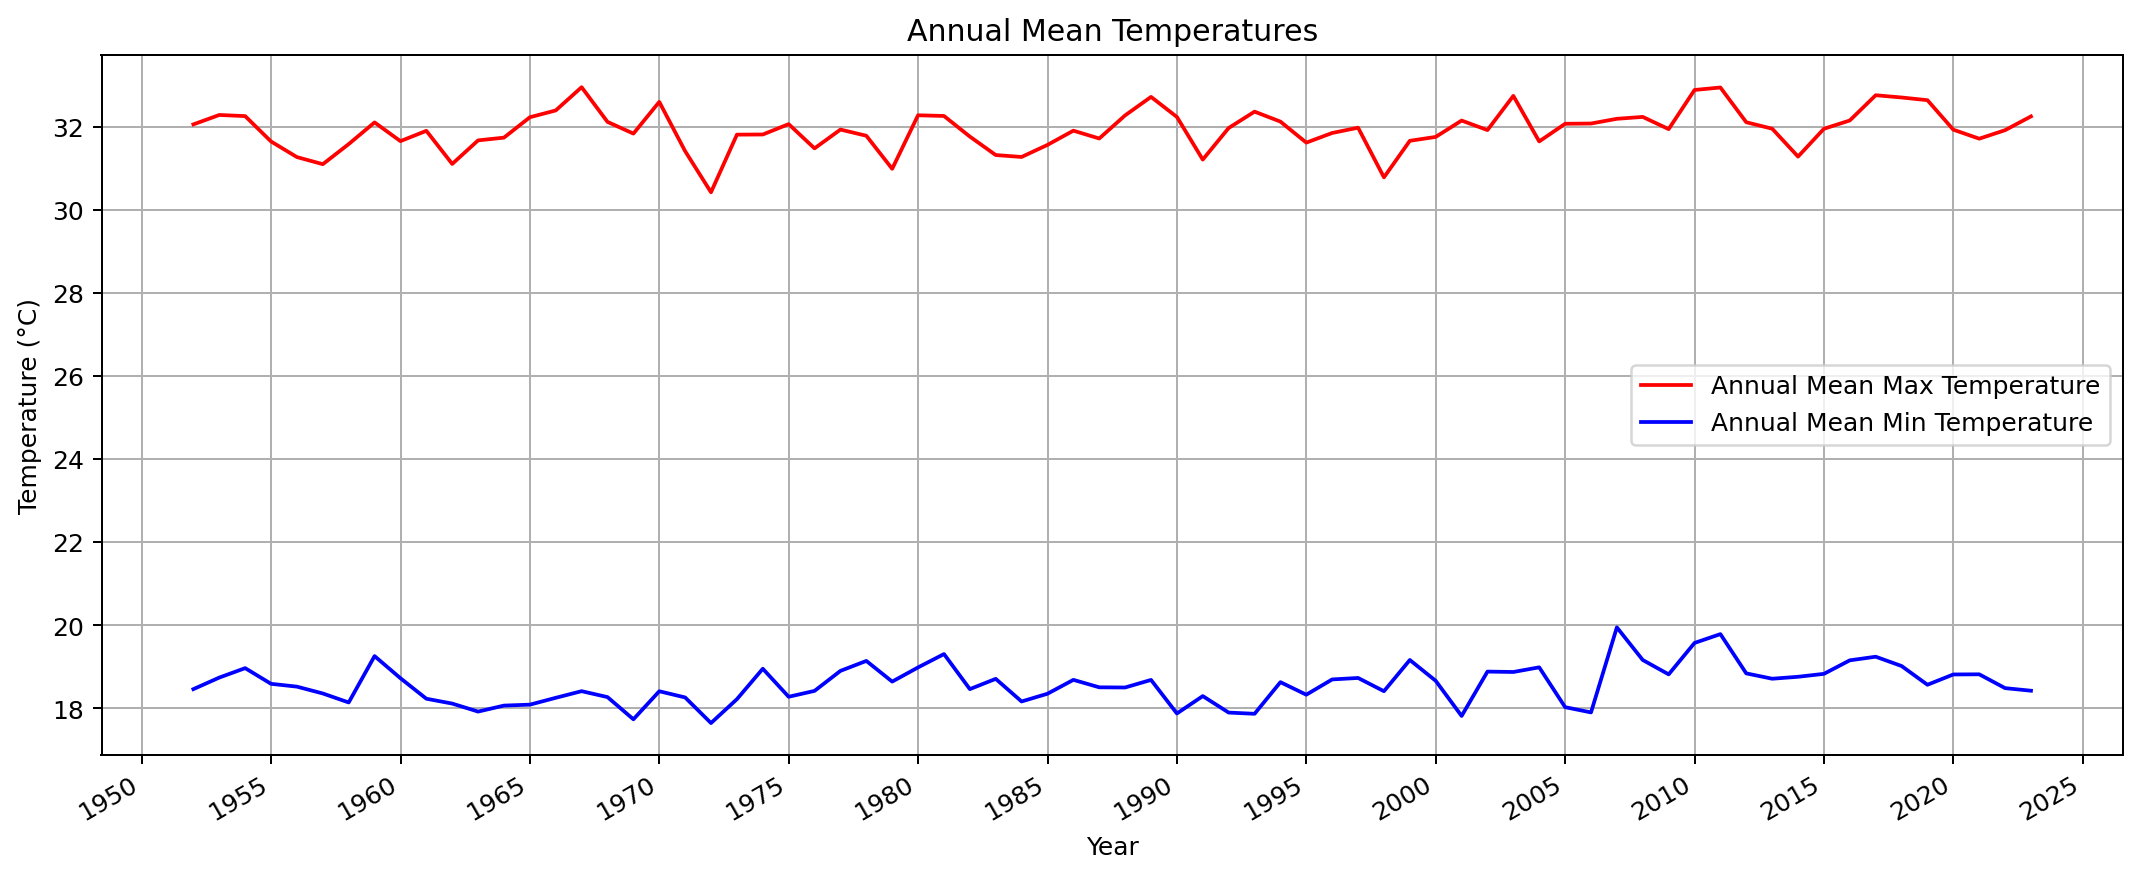 Annual Mean Temperatures
Temperature (°C)
32
30
28
26
24
22
20
18
Annual Mean Max Temperature
Annual Mean Min Temperature
1950 1955 1960 1965 1970 1975 1980 1985 1990 1995 2000 2005 2010 2015 2020 2025
Year